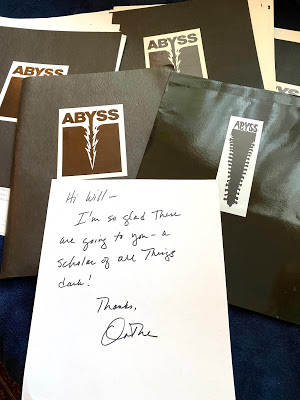 ABYSS
ABYSS
ABYSS
ABYSS
Hi Will—
I'm so glad These
are going to you – a
scholar of all Things
dark!
Thanks,